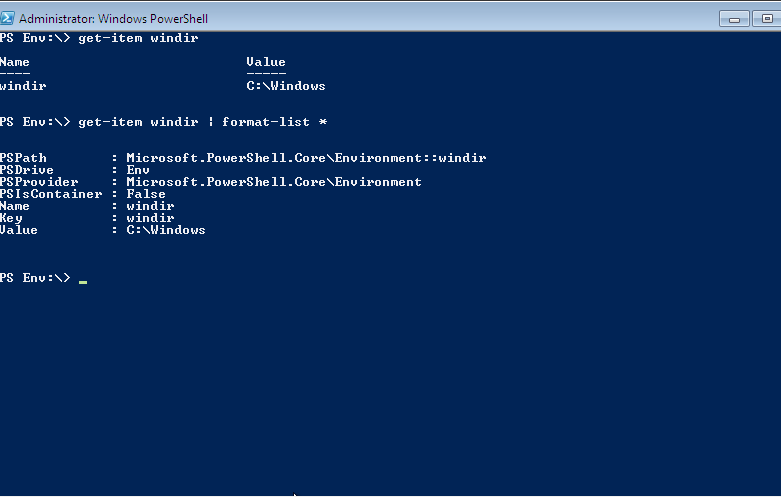 Administrator: Windows PowerShell
PS Env:\> get-item windir
Name                           Value
----                           -----
windir                         C:\Windows
PS Env:\> get-item windir | format-list *
PSPath        : Microsoft.PowerShell.Core\Environment::windir
PSDrive       : Env
PSProvider    : Microsoft.PowerShell.Core\Environment
PSIsContainer : False
Name          : windir
Key           : windir
Value         : C:\Windows
PS Env:\> _